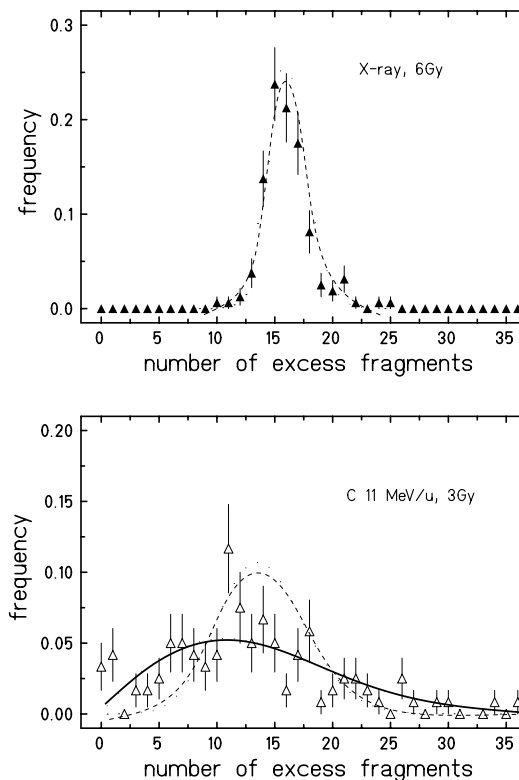 0.3
0.2
0.1
0.0
frequency
X-ray, 6Gy
0 5 10 15 20 25 30 35
number of excess fragments
0.20
0.15
0.10
0.05
0.00
frequency
C 11 MeV/u, 3Gy
0 5 10 15 20 25 30 35
number of excess fragments